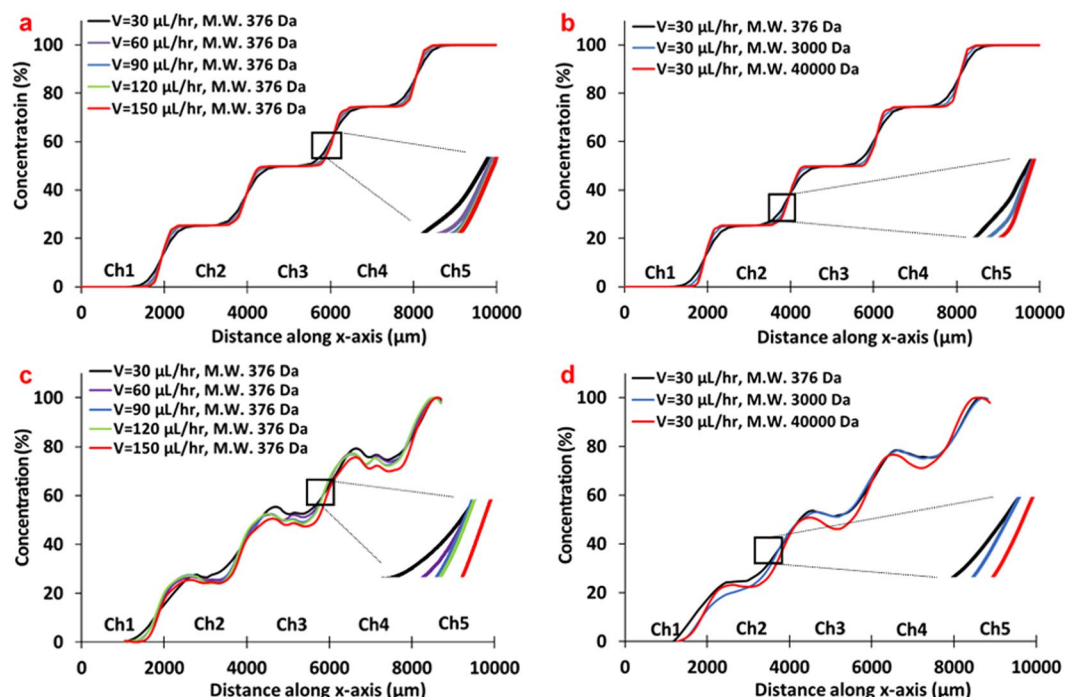 a
V=30 µL/hr, M.W. 376 Da
V=60 µL/hr, M.W. 376 Da
V=90 µL/hr, M.W. 376 Da
V=120 µL/hr, M.W. 376 Da
V=150 µL/hr, M.W. 376 Da
Concentratoin (%)
100
80
60
40
20
0
Ch1 Ch2 Ch3 Ch4 Ch5
0 2000 4000 6000 8000 10000
Distance along x-axis (µm)
b
V=30 µL/hr, M.W. 376 Da
V=30 µL/hr, M.W. 3000 Da
V=30 µL/hr, M.W. 40000 Da
Concentratoin (%)
100
80
60
40
20
0
Ch1 Ch2 Ch3 Ch4 Ch5
0 2000 4000 6000 8000 10000
Distance along x-axis (µm)
c
V=30 µL/hr, M.W. 376 Da
V=60 µL/hr, M.W. 376 Da
V=90 µL/hr, M.W. 376 Da
V=120 µL/hr, M.W. 376 Da
V=150 µL/hr, M.W. 376 Da
Concentration (%)
100
80
60
40
20
0
Ch1 Ch2 Ch3 Ch4 Ch5
0 2000 4000 6000 8000 10000
Distance along x-axis (µm)
d
V=30 µL/hr, M.W. 376 Da
V=30 µL/hr, M.W. 3000 Da
V=30 µL/hr, M.W. 40000 Da
Concentration (%)
100
80
60
40
20
0
Ch1 Ch2 Ch3 Ch4 Ch5
0 2000 4000 6000 8000 10000
Distance along x-axis (µm)